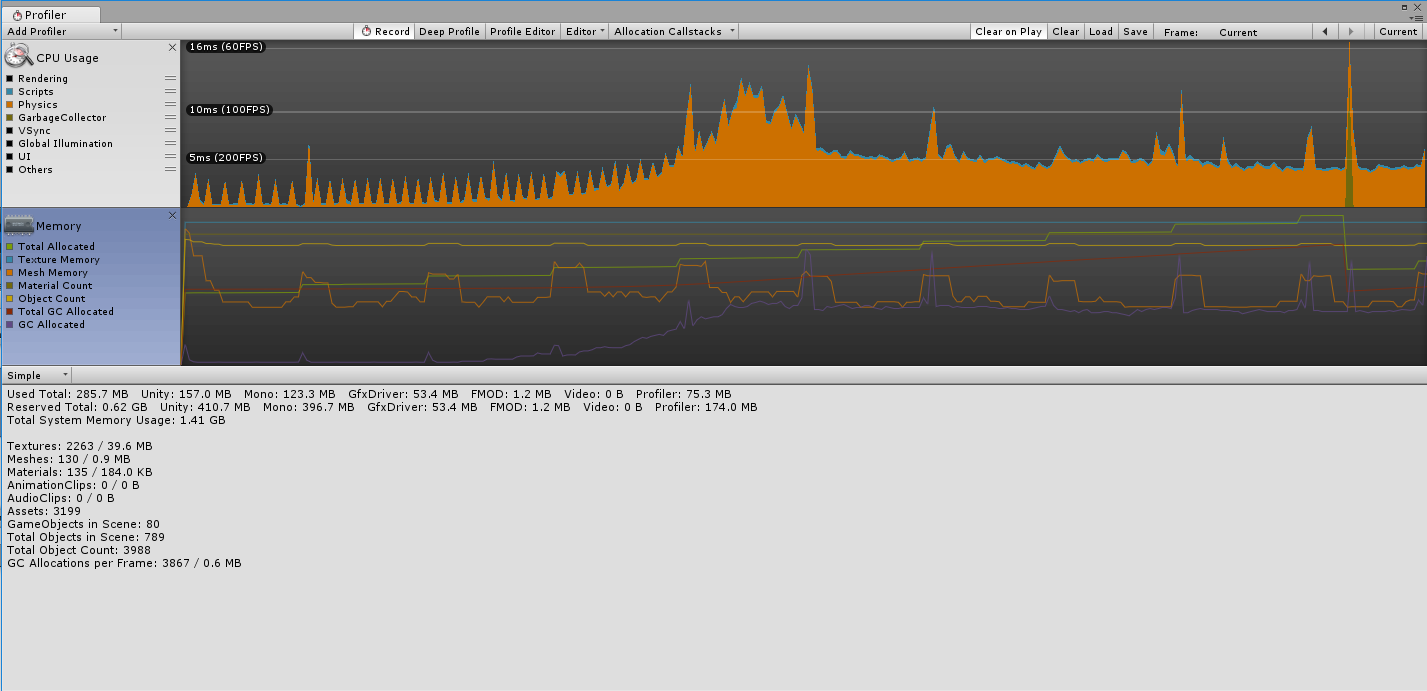 Profiler
Add Profiler Record Deep Profile Profile Editor Editor Allocation Callstacks Clear on Play Clear Load Save Frame: Current Current
CPU Usage
Rendering
Scripts
Physics
GarbageCollector
VSync
Global Illumination
UI
Others
16ms (60FPS)
10ms (100FPS)
5ms (200FPS)
Memory
Total Allocated
Texture Memory
Mesh Memory
Material Count
Object Count
Total GC Allocated
GC Allocated
Simple
Used Total: 285.7 MB Unity: 157.0 MB Mono: 123.3 MB GfxDriver: 53.4 MB FMOD: 1.2 MB Video: 0 B Profiler: 75.3 MB
Reserved Total: 0.62 GB Unity: 410.7 MB Mono: 396.7 MB GfxDriver: 53.4 MB FMOD: 1.2 MB Video: 0 B Profiler: 174.0 MB
Total System Memory Usage: 1.41 GB
Textures: 2263 / 39.6 MB
Meshes: 130 / 0.9 MB
Materials: 135 / 184.0 KB
AnimationClips: 0 / 0 B
AudioClips: 0 / 0 B
Assets: 3199
GameObjects in Scene: 80
Total Objects in Scene: 789
Total Object Count: 3988
GC Allocations per Frame: 3867 / 0.6 MB